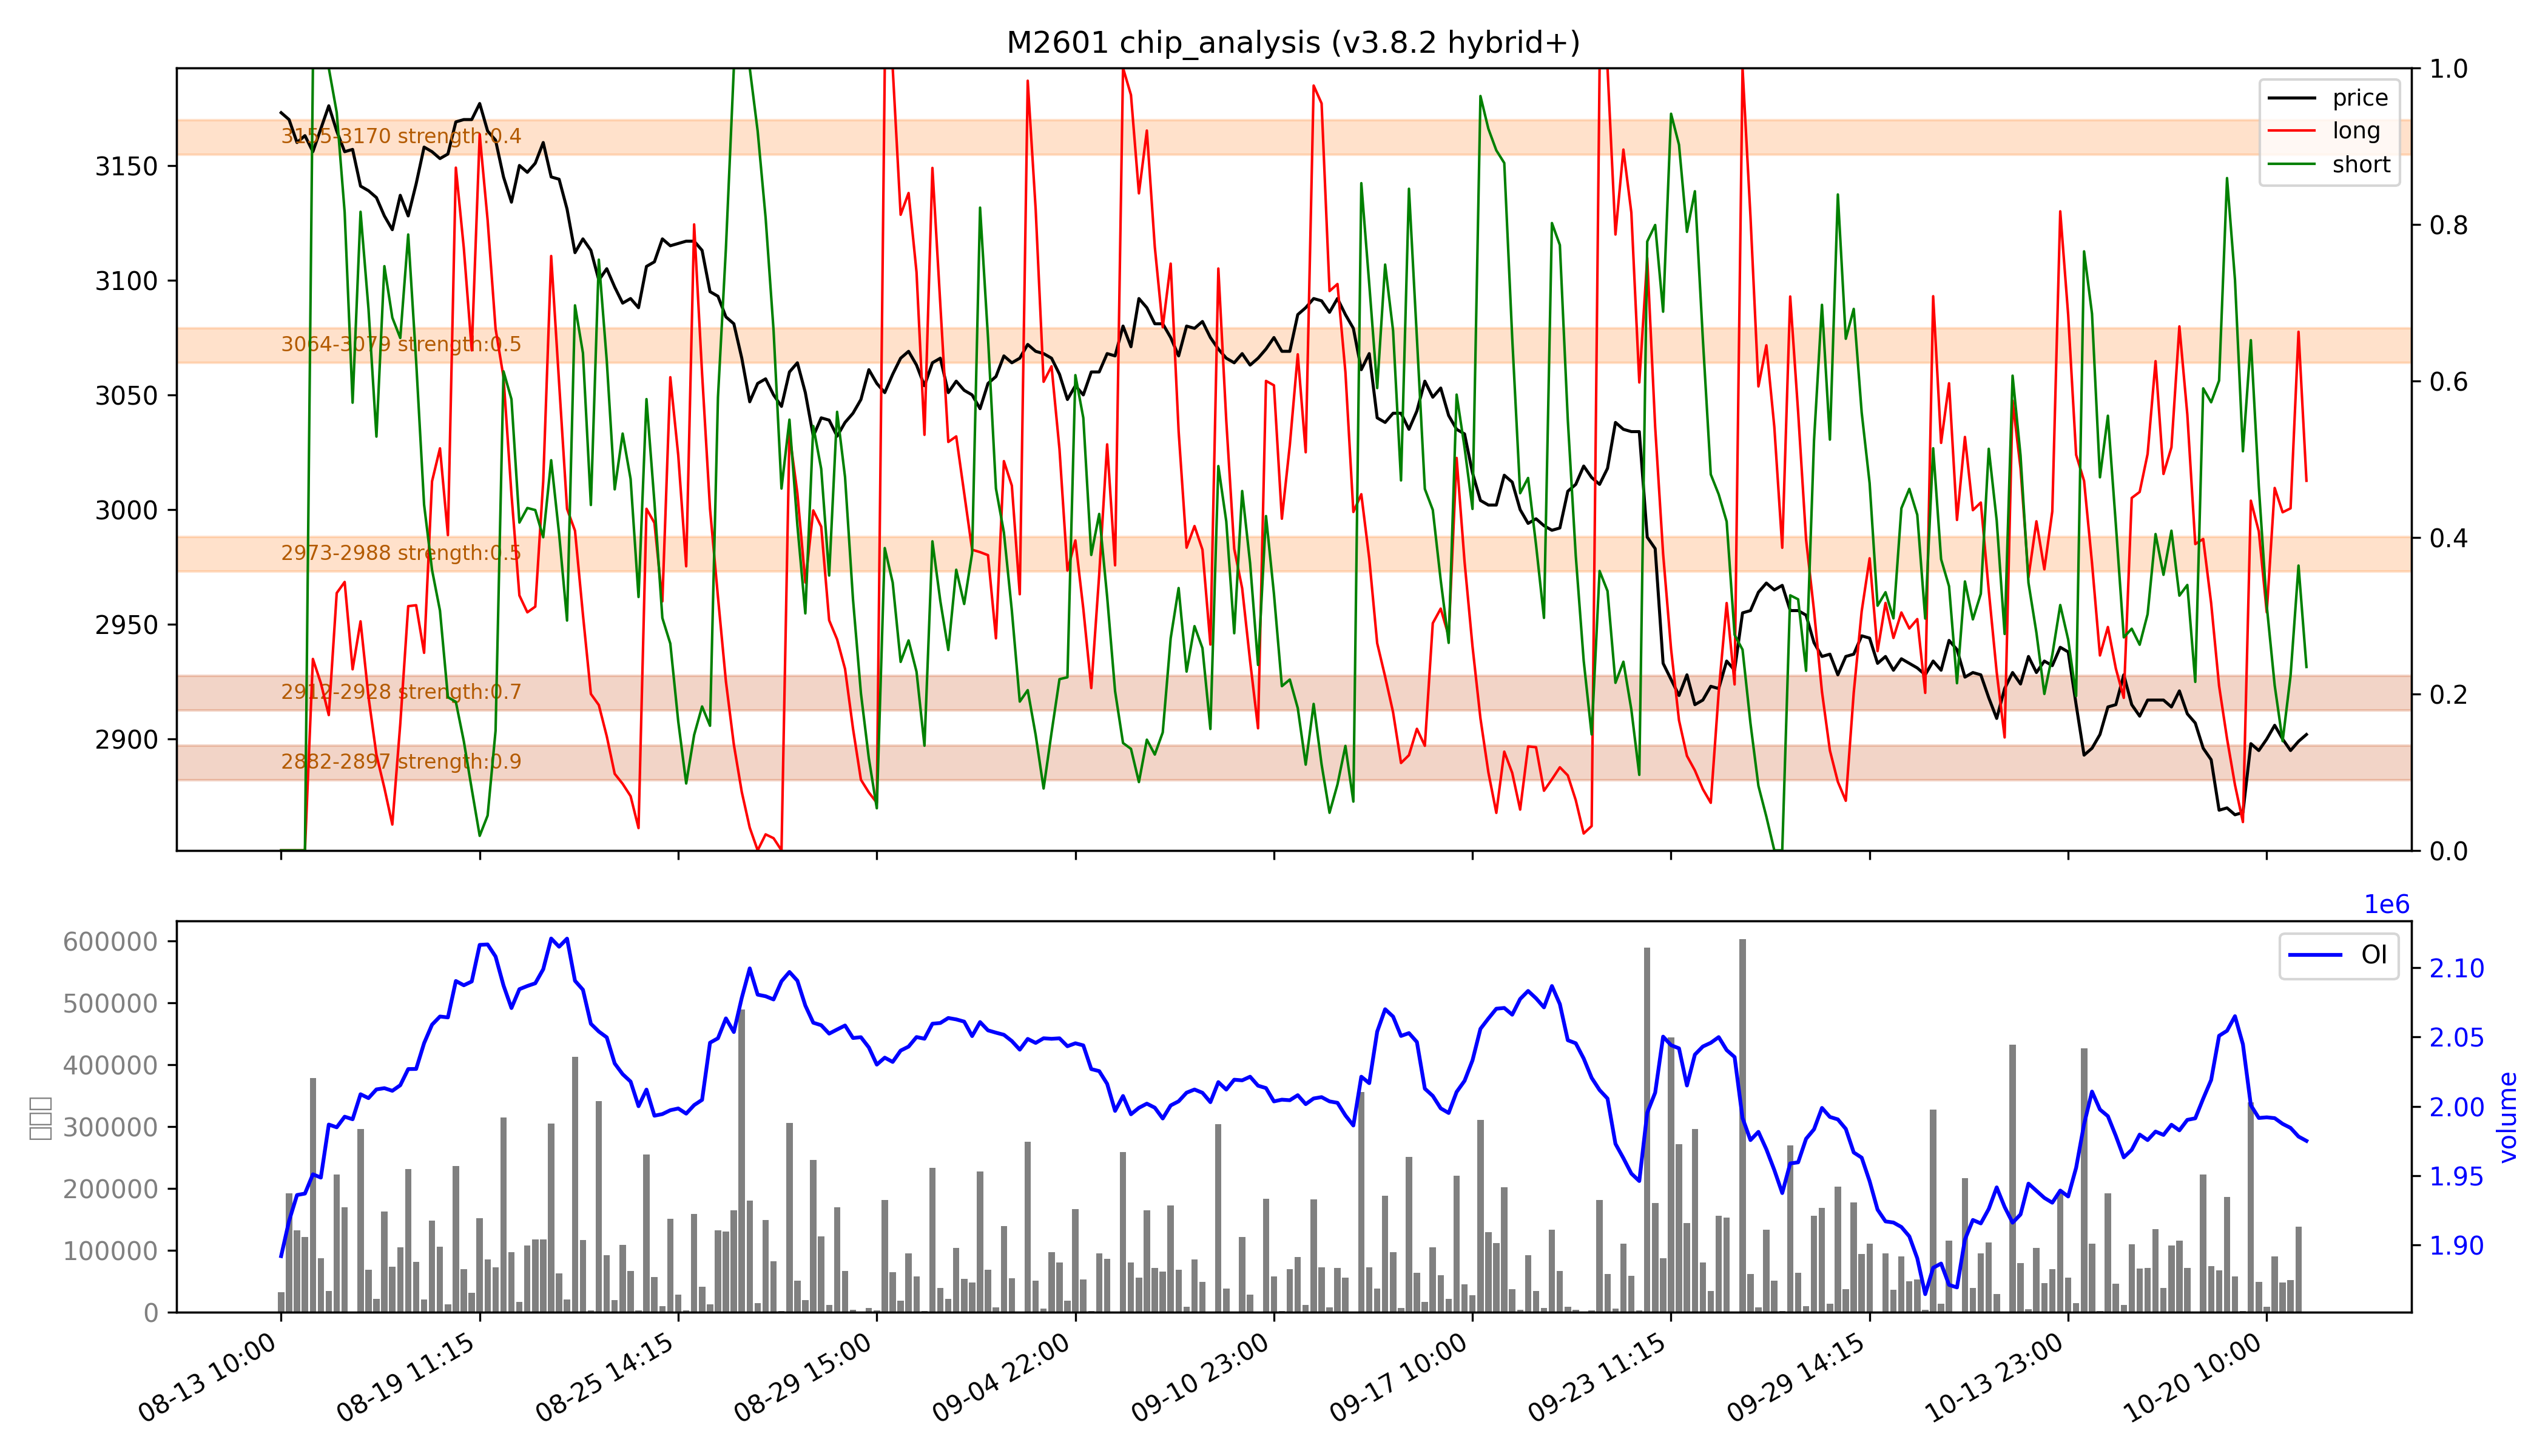 M2601 chip_analysis (v3.8.2 hybrid+)
1.0
price
long
short
3155-3170 strength:0.4
3150
0.8
3100
3064-3079 strength:0.5
3050
0.6
3000
2973-2988 strength:0.5
0.4
2950
2912-2928 strength:0.7
0.2
2900
2882-2897 strength:0.9
0.0
1e6
600000
OI
2.10
500000
2.05
400000
300000
2.00
volume
200000
1.95
100000
1.90
0
08-13 10:00
08-19 11:15
08-25 14:15
08-29 15:00
09-04 22:00
09-10 23:00
09-17 10:00
09-23 11:15
09-29 14:15
10-13 23:00
10-20 10:00